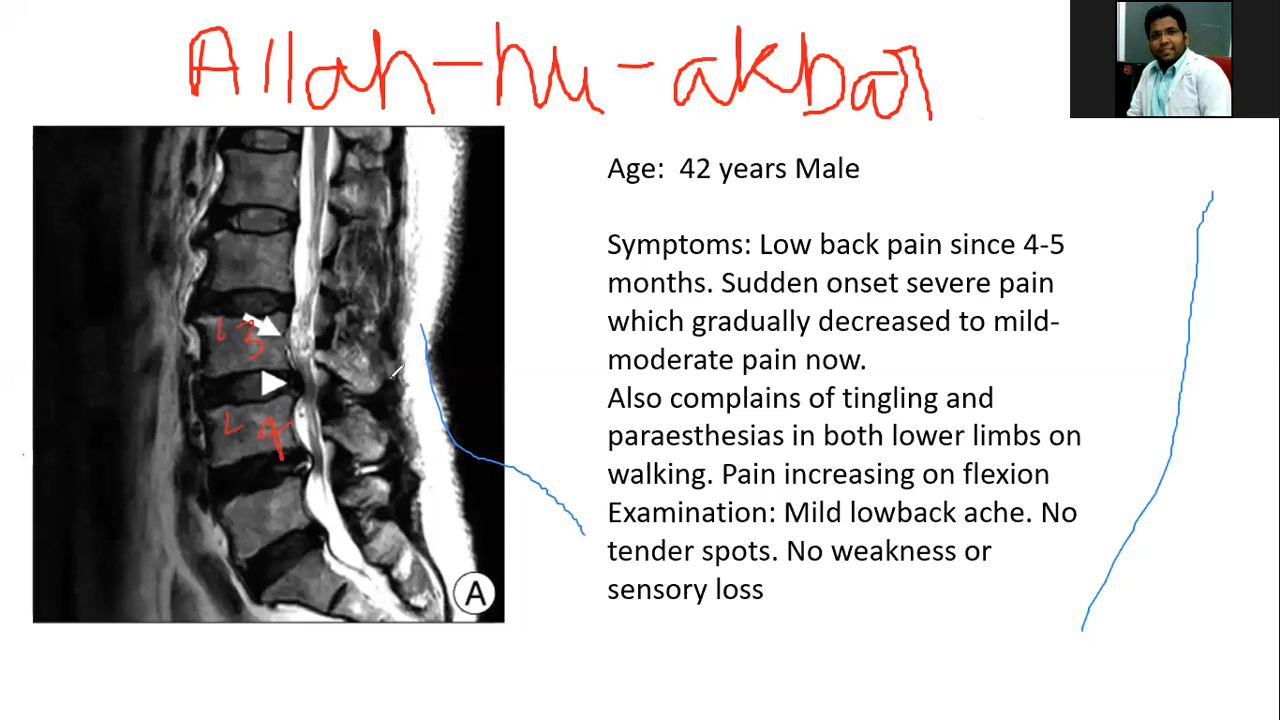 Allah-hu-akbar
Age: 42 years Male
Symptoms: Low back pain since 4-5
months. Sudden onset severe pain
which gradually decreased to mild-
moderate pain now.
Also complains of tingling and
paraesthesias in both lower limbs on
walking. Pain increasing on flexion
Examination: Mild lowback ache. No
tender spots. No weakness or
sensory loss
L3
L4
A